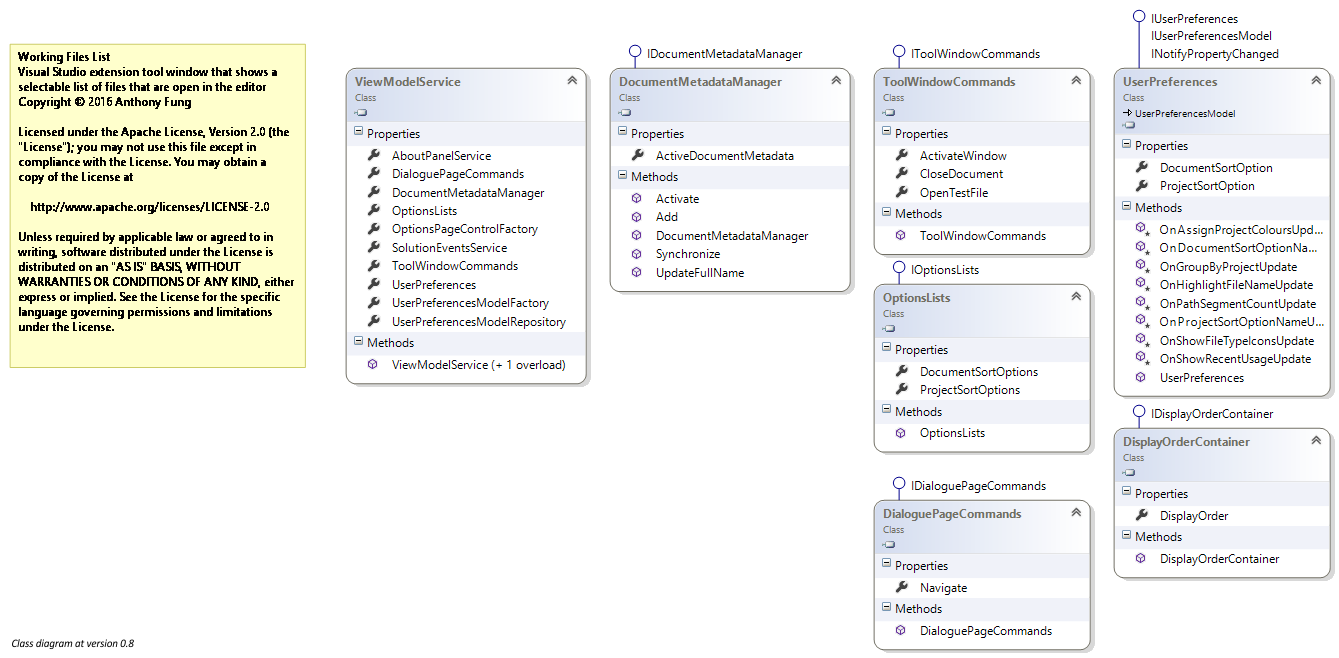 Working Files List
Visual Studio extension tool window that shows a
selectable list of files that are open in the editor
Copyright © 2016 Anthony Fung
Licensed under the Apache License, Version 2.0 (the
"License"); you may not use this file except in
compliance with the License. You may obtain a
copy of the License at
http://www.apache.org/licenses/LICENSE-2.0
Unless required by applicable law or agreed to in
writing, software distributed under the License is
distributed on an "AS IS" BASIS, WITHOUT
WARRANTIES OR CONDITIONS OF ANY KIND, either
express or implied. See the License for the specific
language governing permissions and limitations
under the License.
Class diagram at version 0.8
ViewModelService
Class
Properties
AboutPanelService
DialoguePageCommands
DocumentMetadataManager
OptionsLists
OptionsPageControlFactory
SolutionEventsService
ToolWindowCommands
UserPreferences
UserPreferencesModelFactory
UserPreferencesModelRepository
Methods
ViewModelService (+ 1 overload)
IDocumentMetadataManager
DocumentMetadataManager
Class
Properties
ActiveDocumentMetadata
Methods
Activate
Add
DocumentMetadataManager
Synchronize
UpdateFullName
IToolWindowCommands
ToolWindowCommands
Class
Properties
ActivateWindow
CloseDocument
OpenTestFile
Methods
ToolWindowCommands
IOptionsLists
OptionsLists
Class
Properties
DocumentSortOptions
ProjectSortOptions
Methods
OptionsLists
IDialoguePageCommands
DialoguePageCommands
Class
Properties
Navigate
Methods
DialoguePageCommands
IUserPreferences
IUserPreferencesModel
INotifyPropertyChanged
UserPreferences
Class
UserPreferencesModel
Properties
DocumentSortOption
ProjectSortOption
Methods
OnAssignProjectColoursUpd...
OnDocumentSortOptionNa...
OnGroupByProjectUpdate
OnHighlightFileNameUpdate
OnPathSegmentCountUpdate
OnProjectSortOptionNameU...
OnShowFileTypeIconsUpdate
OnShowRecentUsageUpdate
UserPreferences
IDisplayOrderContainer
DisplayOrderContainer
Class
Properties
DisplayOrder
Methods
DisplayOrderContainer